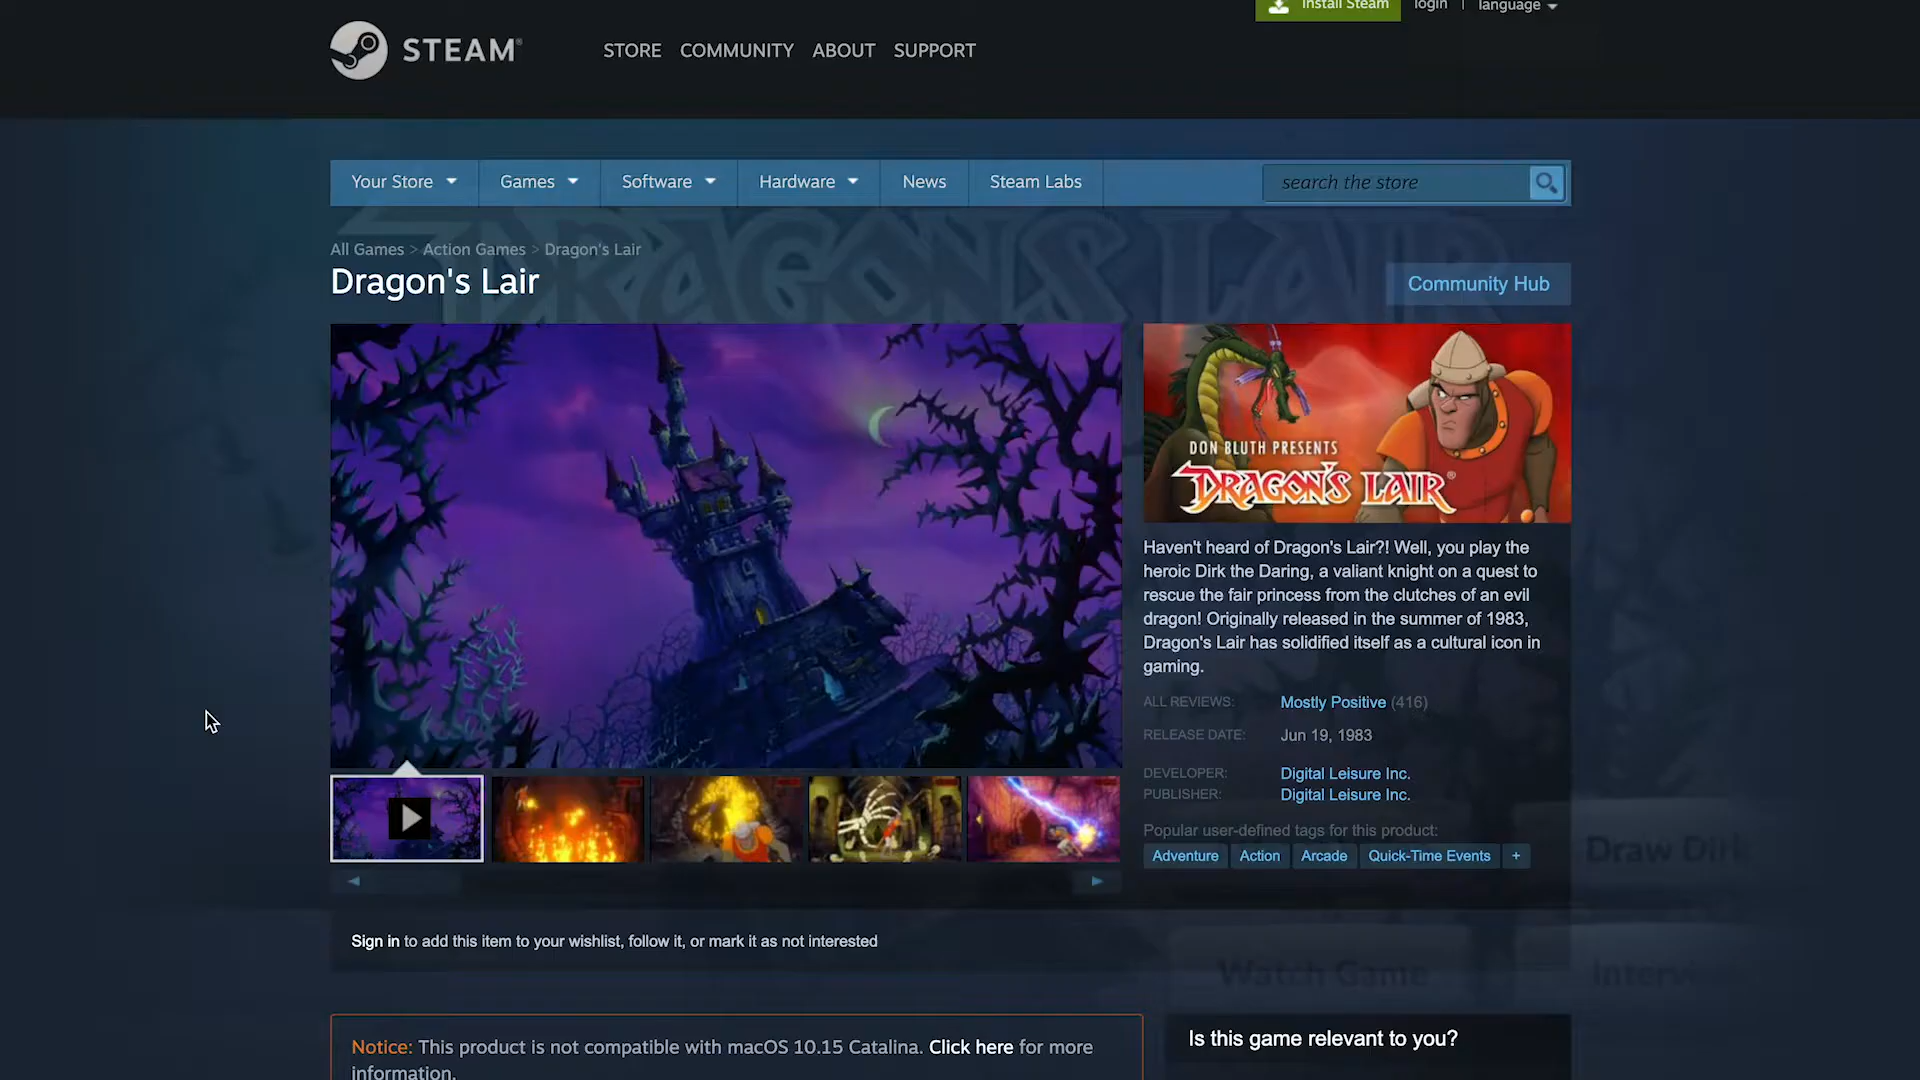 Install Steam
login
language
STEAM®
STORE COMMUNITY ABOUT SUPPORT
Your Store Games Software Hardware News Steam Labs search the store
DRAGON'S LAIR
All Games > Action Games > Dragon's Lair
Dragon's Lair
Community Hub
DON BLUTH PRESENTS
DRAGON'S LAIR®
Haven't heard of Dragon's Lair?! Well, you play the
heroic Dirk the Daring, a valiant knight on a quest to
rescue the fair princess from the clutches of an evil
dragon! Originally released in the summer of 1983,
Dragon's Lair has solidified itself as a cultural icon in
gaming.
ALL REVIEWS: Mostly Positive (416)
RELEASE DATE: Jun 19, 1983
DEVELOPER: Digital Leisure Inc.
PUBLISHER: Digital Leisure Inc.
Popular user-defined tags for this product:
Adventure Action Arcade Quick-Time Events +
Draw Dirk
Sign in to add this item to your wishlist, follow it, or mark it as not interested
Watch Game
Notice: This product is not compatible with macOS 10.15 Catalina. Click here for more
information.
Is this game relevant to you?